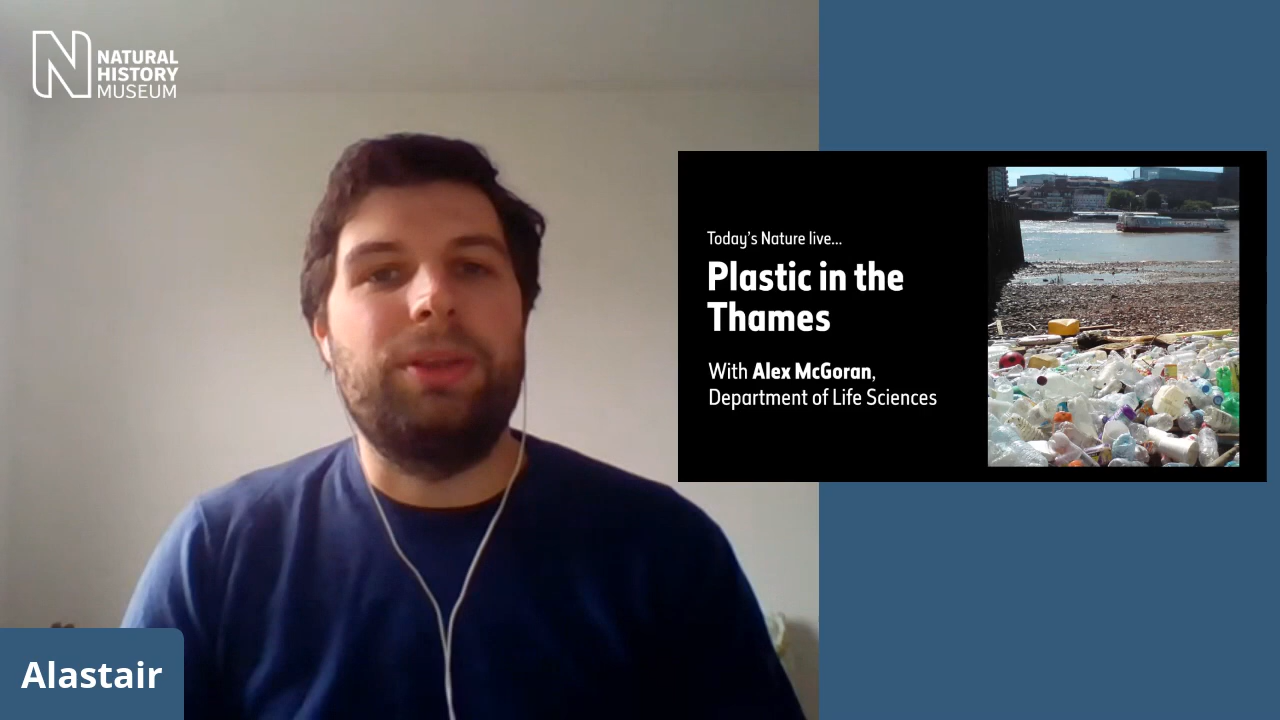 NATURAL
HISTORY
MUSEUM
Today's Nature live...
Plastic in the
Thames
With Alex McGoran,
Department of Life Sciences
Alastair